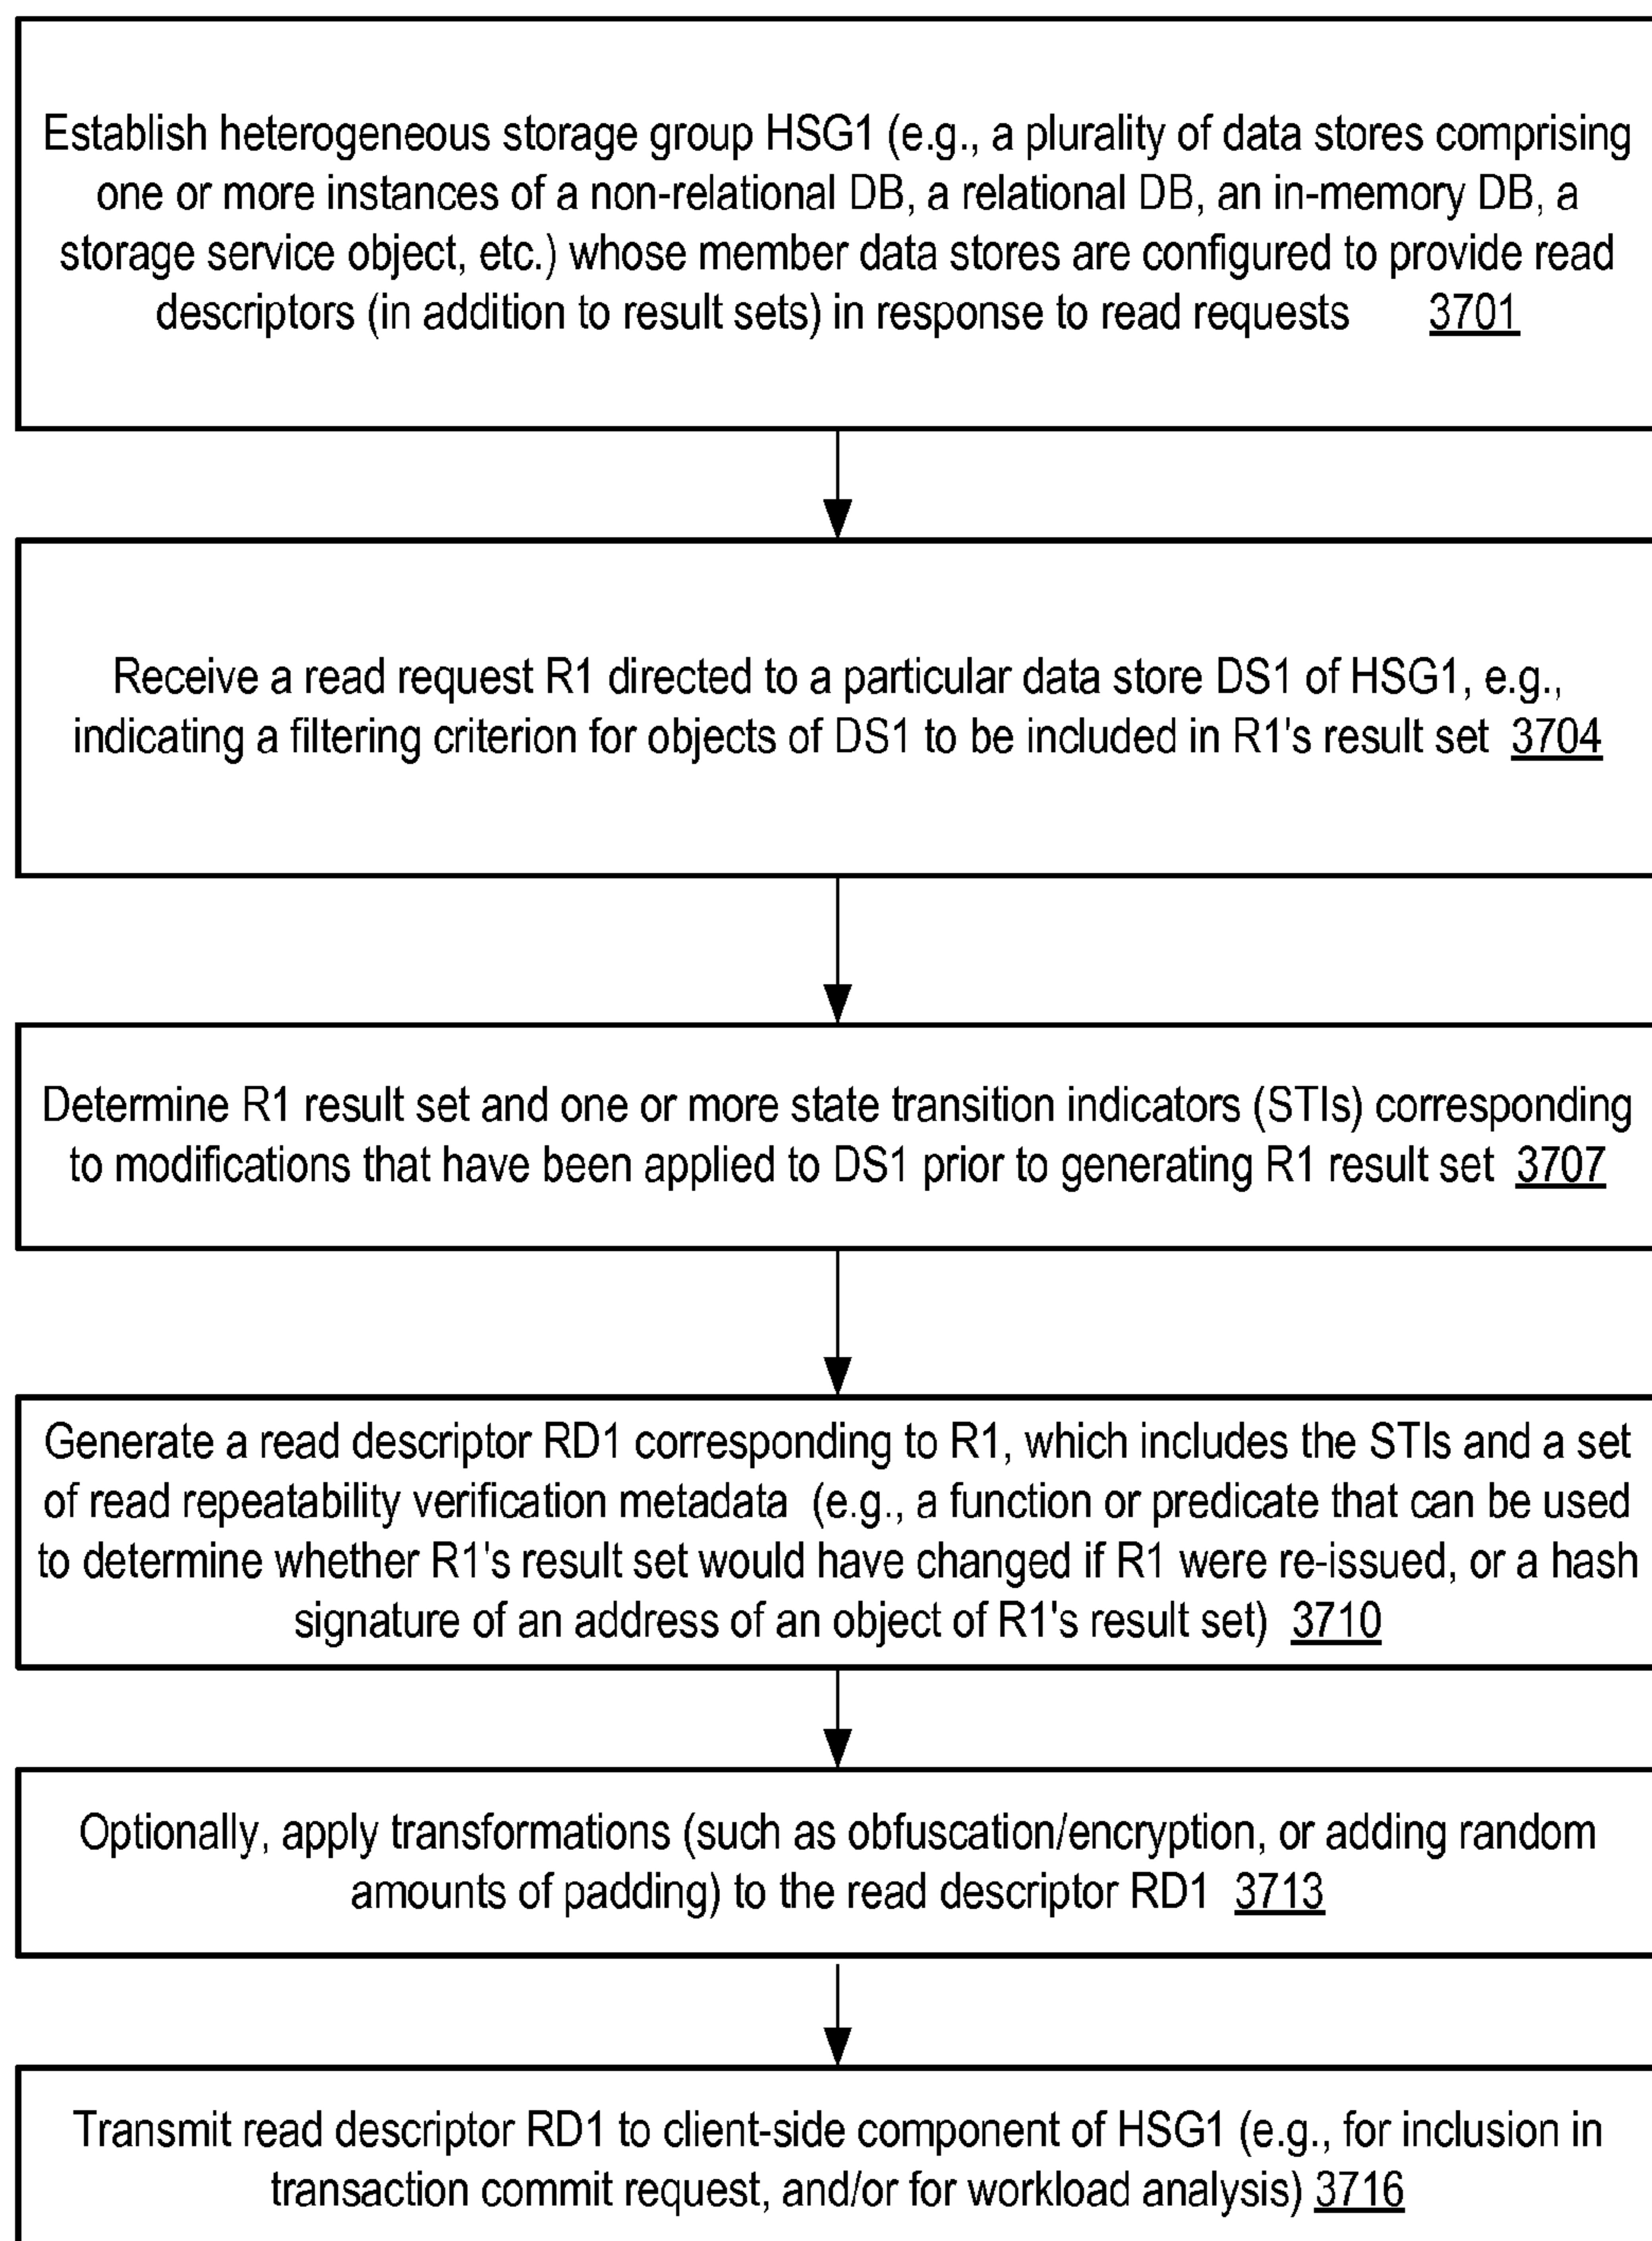 Establish heterogeneous storage group HSG1 (e.g., a plurality of data stores comprising
one or more instances of a non-relational DB, a relational DB, an in-memory DB, a
storage service object, etc.) whose member data stores are configured to provide read
descriptors (in addition to result sets) in response to read requests 3701
Receive a read request R1 directed to a particular data store DS1 of HSG1, e.g.,
indicating a filtering criterion for objects of DS1 to be included in R1's result set 3704
Determine R1 result set and one or more state transition indicators (STIs) corresponding
to modifications that have been applied to DS1 prior to generating R1 result set 3707
Generate a read descriptor RD1 corresponding to R1, which includes the STIs and a set
of read repeatability verification metadata (e.g., a function or predicate that can be used
to determine whether R1's result set would have changed if R1 were re-issued, or a hash
signature of an address of an object of R1's result set) 3710
Optionally, apply transformations (such as obfuscation/encryption, or adding random
amounts of padding) to the read descriptor RD1 3713
Transmit read descriptor RD1 to client-side component of HSG1 (e.g., for inclusion in
transaction commit request, and/or for workload analysis) 3716